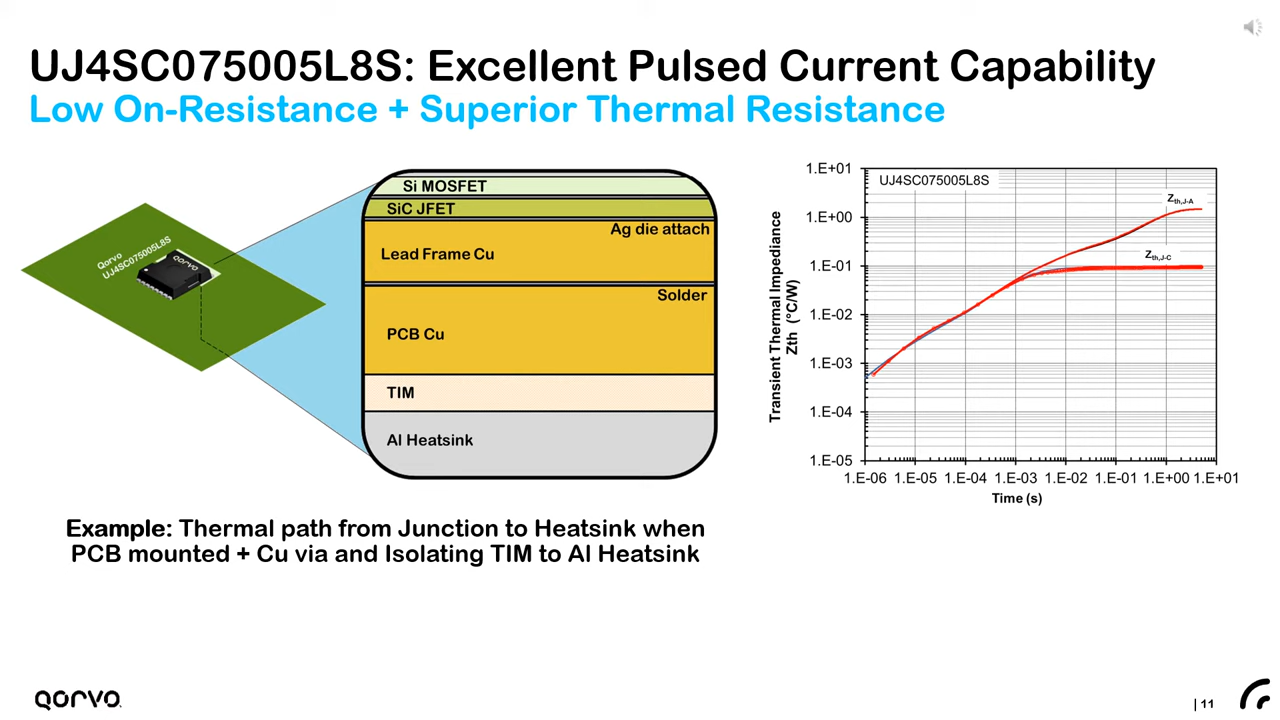 UJ4SC075005L8S: Excellent Pulsed Current Capability
Low On-Resistance + Superior Thermal Resistance
Qorvo
UJ4SC075005L8S
QORVO
Si MOSFET
SiC JFET
Ag die attach
Lead Frame Cu
Solder
PCB Cu
TIM
Al Heatsink
Example: Thermal path from Junction to Heatsink when
PCB mounted + Cu via and Isolating TIM to Al Heatsink
Transient Thermal Impedance
Zth (°C/W)
1.E+01
1.E+00
1.E-01
1.E-02
1.E-03
1.E-04
1.E-05
UJ4SC075005L8S
Zth,J-A
Zth,J-C
1.E-06 1.E-05 1.E-04 1.E-03 1.E-02 1.E-01 1.E+00 1.E+01
Time (s)
QORVO
| 11